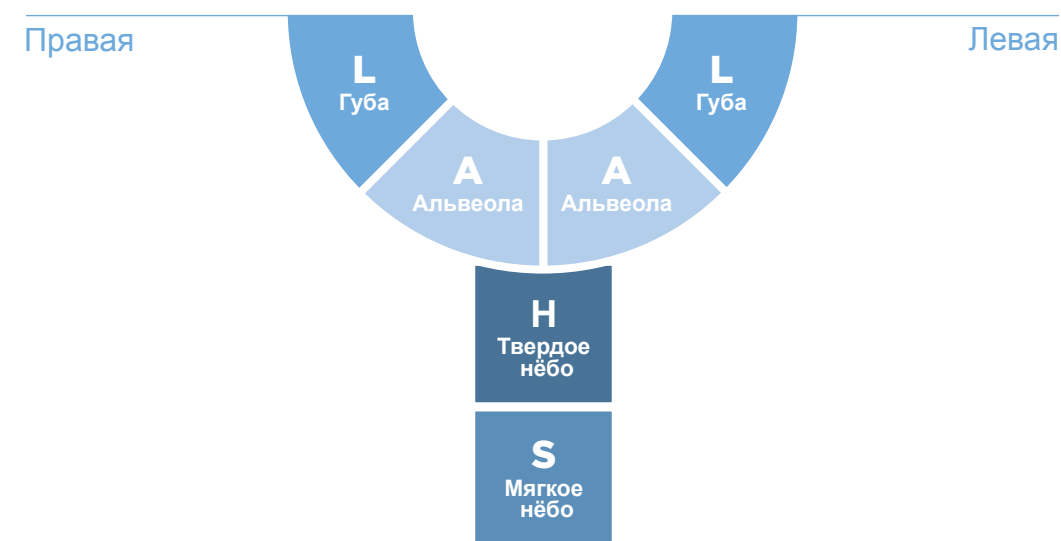 Правая
Левая
L
Губа
L
Губа
A
Альвеола
A
Альвеола
H
Твердое
нёбо
S
Мягкое
нёбо